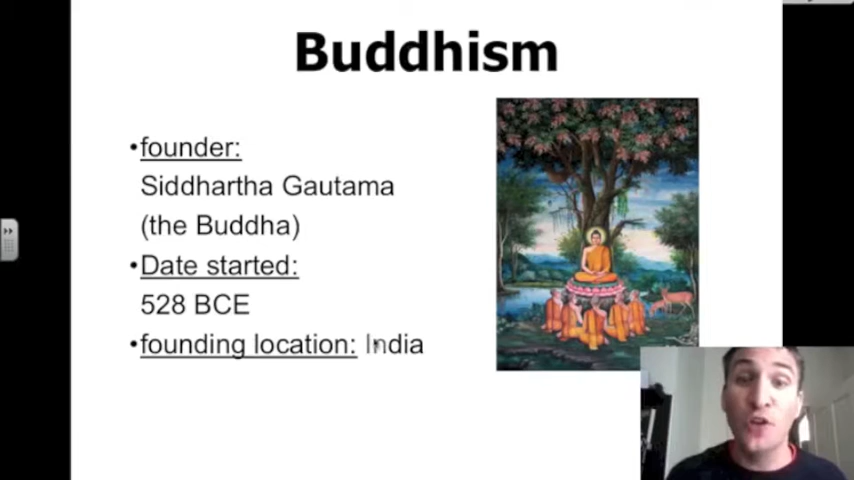 Buddhism
•founder:
Siddhartha Gautama
(the Buddha)
•Date started:
528 BCE
•founding location: India